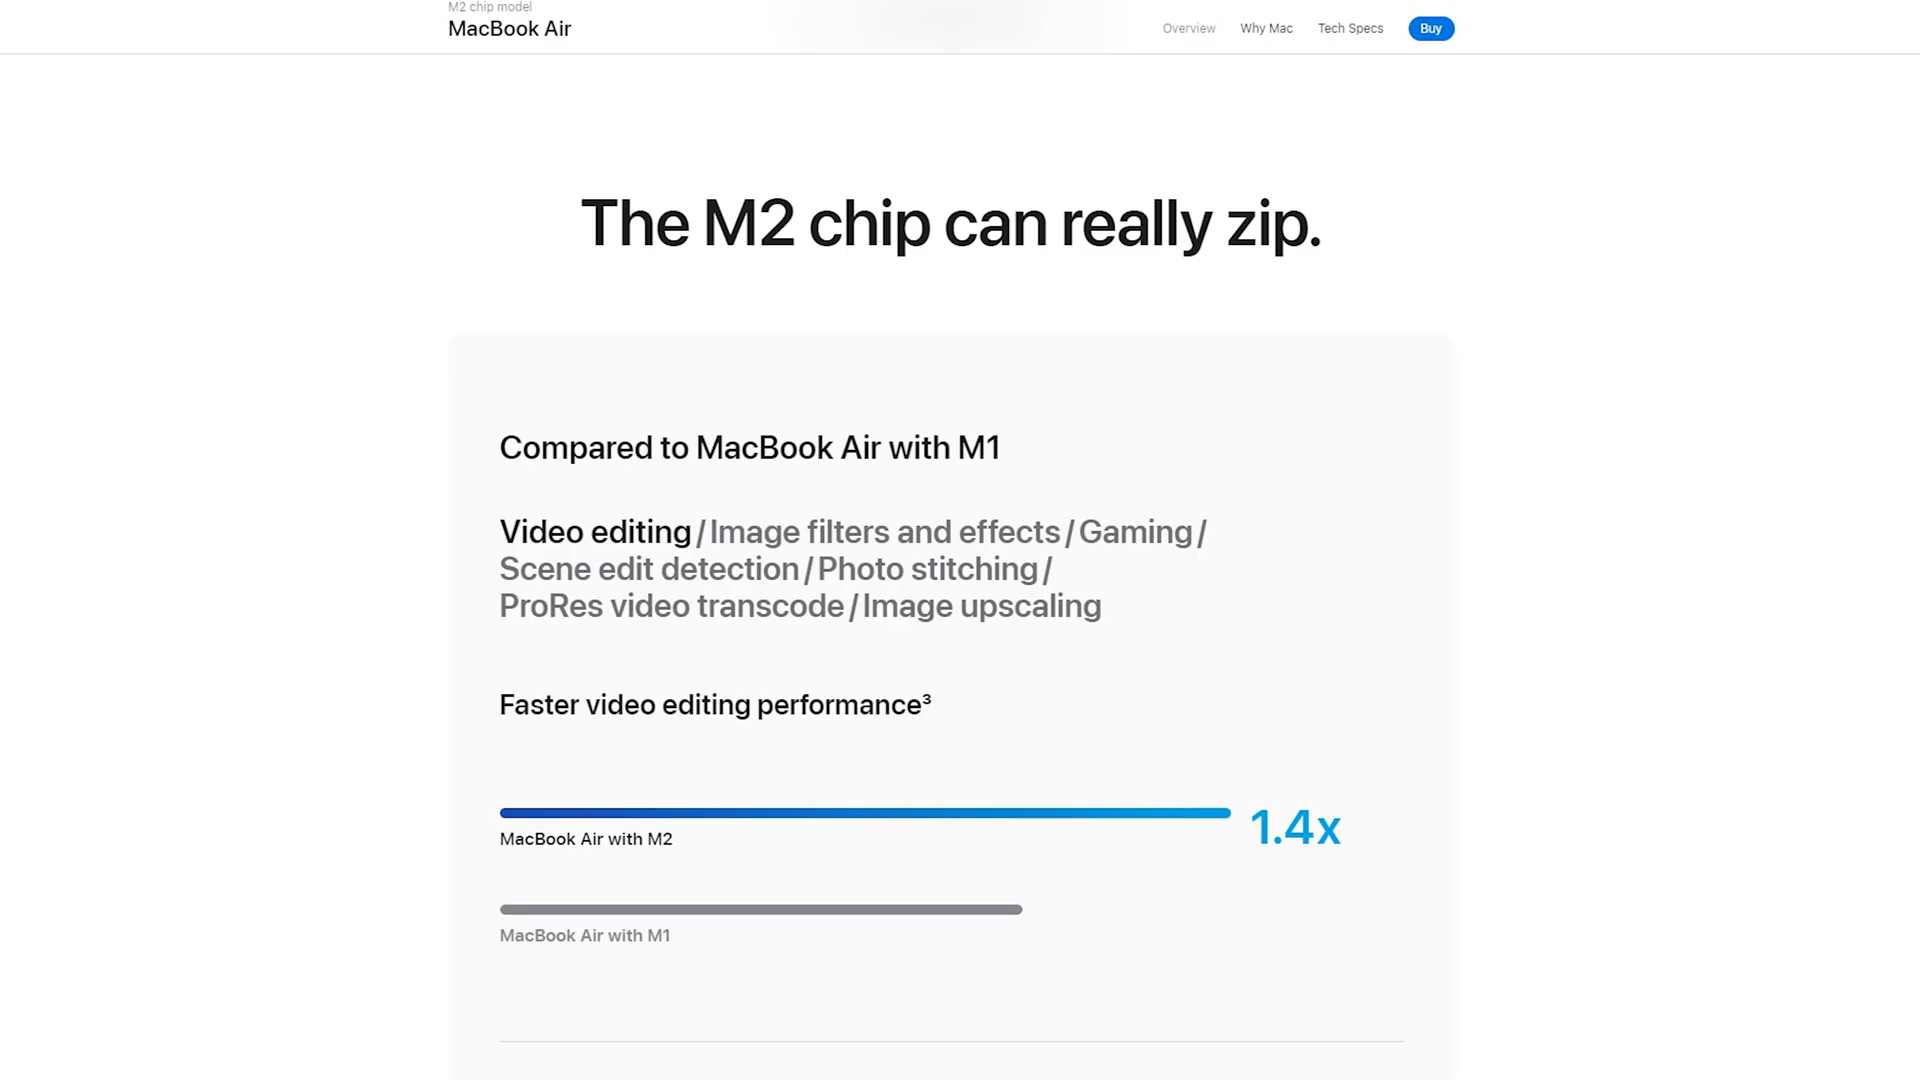 M2 chip model
MacBook Air
Overview Why Mac Tech Specs Buy
The M2 chip can really zip.
Compared to MacBook Air with M1
Video editing/Image filters and effects/Gaming/
Scene edit detection/Photo stitching/
ProRes video transcode/Image upscaling
Faster video editing performance³
1.4x
MacBook Air with M2
MacBook Air with M1